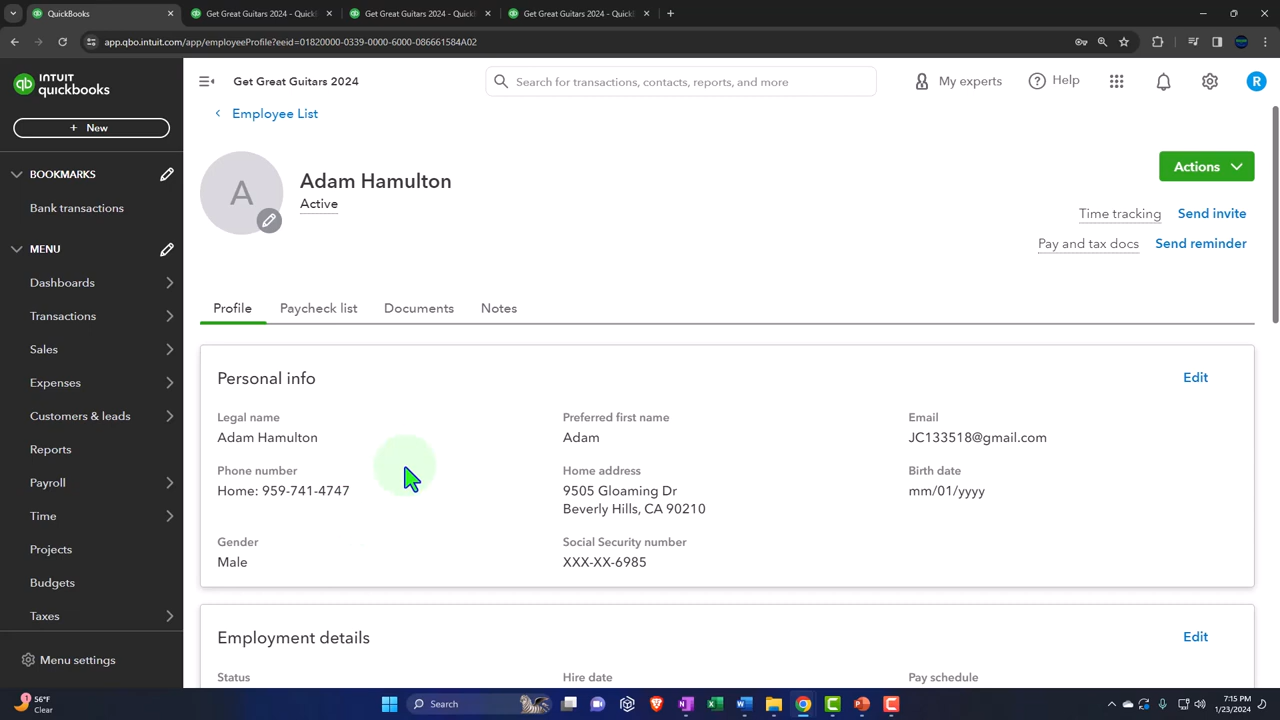 QuickBooks
Get Great Guitars 2024 - QuickB
Get Great Guitars 2024 - QuickB
Get Great Guitars 2024 - QuickB
app.qbo.intuit.com/app/employeeProfile?eeid=01820000-0339-0000-6000-086661584A02
INTUIT
quickbooks
Get Great Guitars 2024
Search for transactions, contacts, reports, and more
My experts
Help
R
+ New
Employee List
BOOKMARKS
Bank transactions
MENU
Dashboards
Transactions
Sales
Expenses
Customers & leads
Reports
Payroll
Time
Projects
Budgets
Taxes
Menu settings
A
Adam Hamulton
Active
Actions
Time tracking Send invite
Pay and tax docs Send reminder
Profile Paycheck list Documents Notes
Personal info Edit
Legal name Preferred first name Email
Adam Hamulton Adam JC133518@gmail.com
Phone number Home address Birth date
Home: 959-741-4747 9505 Gloaming Dr mm/01/yyyy
Beverly Hills, CA 90210
Gender Social Security number
Male XXX-XX-6985
Employment details Edit
Status Hire date Pay schedule
1
56°F
Clear
Search
7:15 PM
1/23/2024